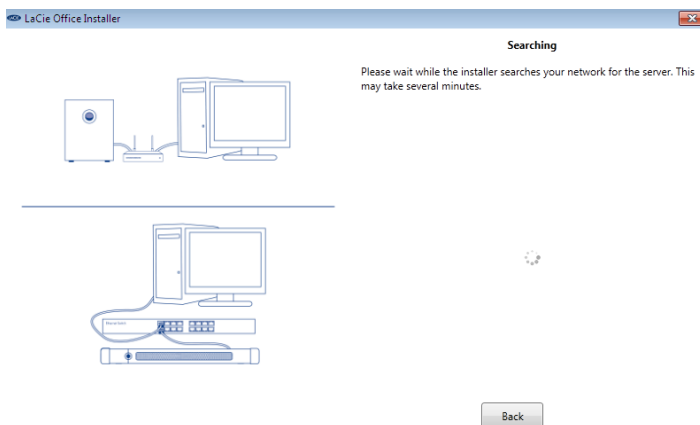 LaCie Office Installer
Searching
Please wait while the installer searches your network for the server. This
may take several minutes.
Back